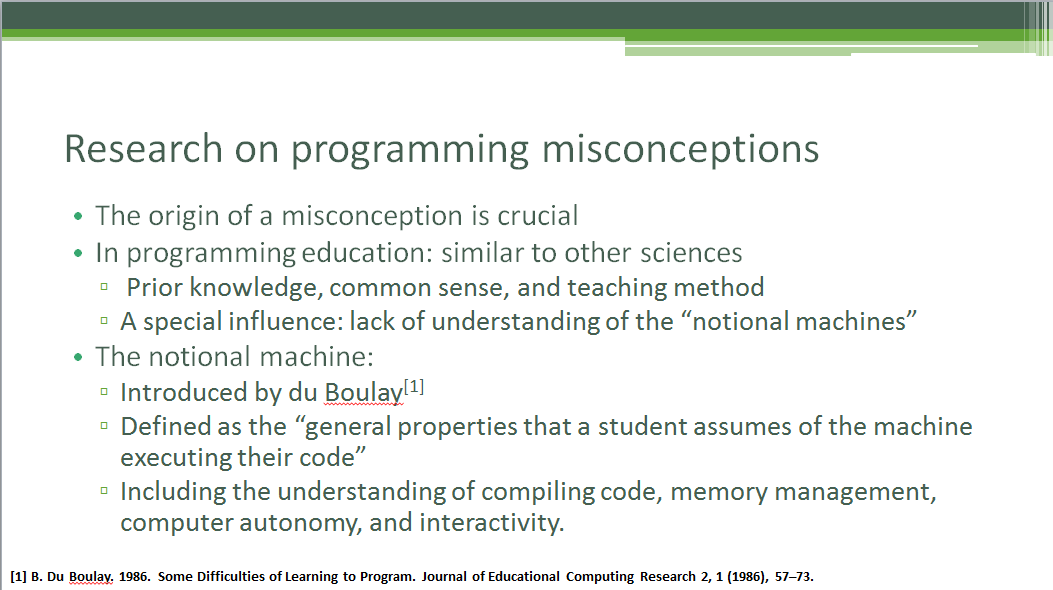 Research on programming misconceptions
• The origin of a misconception is crucial
• In programming education: similar to other sciences
▫ Prior knowledge, common sense, and teaching method
▫ A special influence: lack of understanding of the “notional machines”
• The notional machine:
▫ Introduced by du Boulay[1]
▫ Defined as the “general properties that a student assumes of the machine
executing their code”
▫ Including the understanding of compiling code, memory management,
computer autonomy, and interactivity.
[1] B. Du Boulay. 1986. Some Difficulties of Learning to Program. Journal of Educational Computing Research 2, 1 (1986), 57–73.